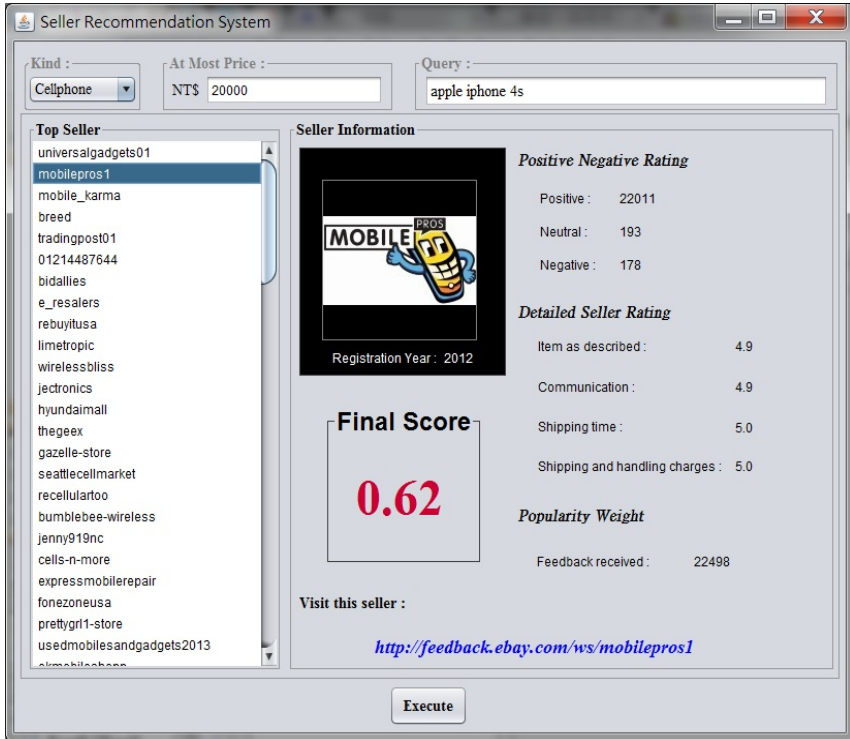 Seller Recommendation System
Kind :
At Most Price :
Query :
Cellphone
NT$ 20000
apple iphone 4s
Top Seller
universalgadgets01
mobilepros1
mobile_karma
breed
tradingpost01
01214487644
bidallies
e_resalers
rebuyitusa
limetropic
wirelessbliss
jectronics
hyundaimall
thegeex
gazelle-store
seattlecellmarket
recellulartoo
bumblebee-wireless
jenny919nc
cells-n-more
expressmobilerepair
fonezoneusa
prettygrl1-store
usedmobilesandgadgets2013
Seller Information
MOBILE PROS
Registration Year : 2012
Final Score
0.62
Positive Negative Rating
Positive : 22011
Neutral : 193
Negative : 178
Detailed Seller Rating
Item as described : 4.9
Communication : 4.9
Shipping time : 5.0
Shipping and handling charges : 5.0
Popularity Weight
Feedback received : 22498
Visit this seller :
http://feedback.ebay.com/ws/mobilepros1
Execute